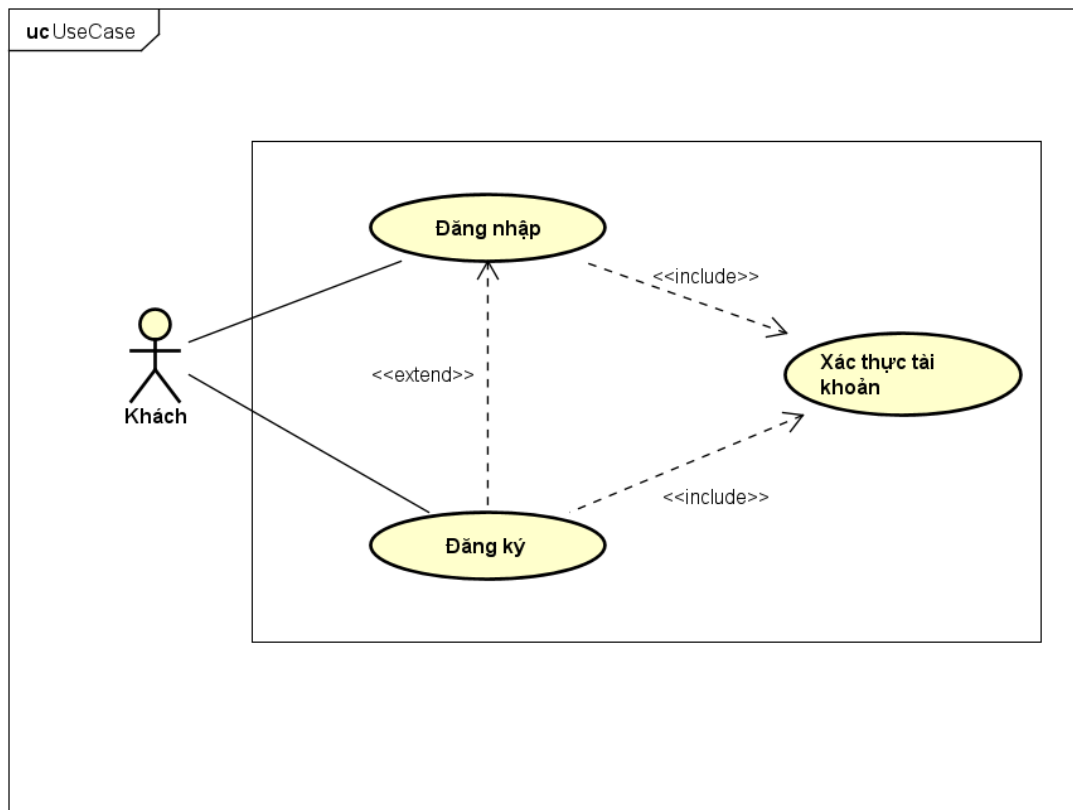 uc UseCase
Đăng nhập
<<include>>
Xác thực tài
khoản
<<extend>>
Khách
<<include>>
Đăng ký